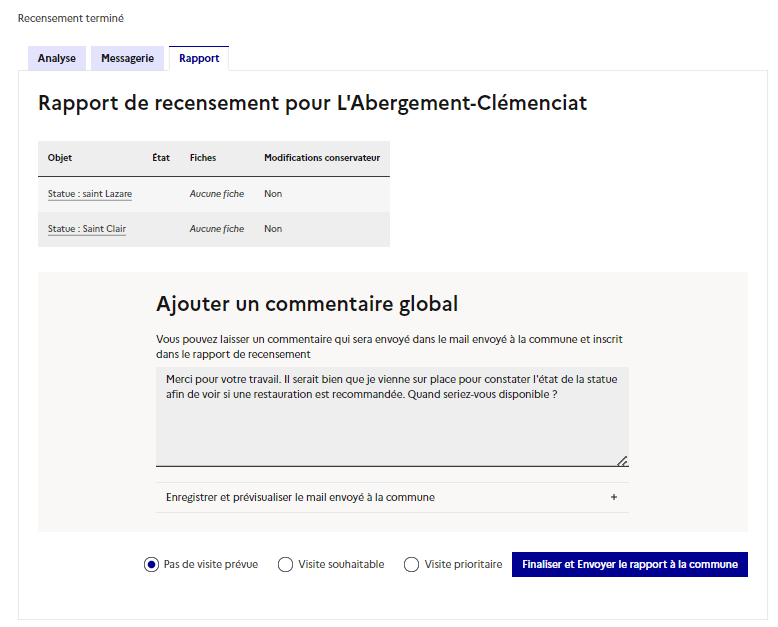 Recensement terminé
Analyse Messagerie Rapport
Rapport de recensement pour L'Abergement-Clémenciat
Objet État Fiches Modifications conservateur
Statue : saint Lazare Aucune fiche Non
Statue : Saint Clair Aucune fiche Non
Ajouter un commentaire global
Vous pouvez laisser un commentaire qui sera envoyé dans le mail envoyé à la commune et inscrit
dans le rapport de recensement
Merci pour votre travail. Il serait bien que je vienne sur place pour constater l'état de la statue
afin de voir si une restauration est recommandée. Quand seriez-vous disponible ?
Enregistrer et prévisualiser le mail envoyé à la commune +
Pas de visite prévue Visite souhaitable Visite prioritaire Finaliser et Envoyer le rapport à la commune